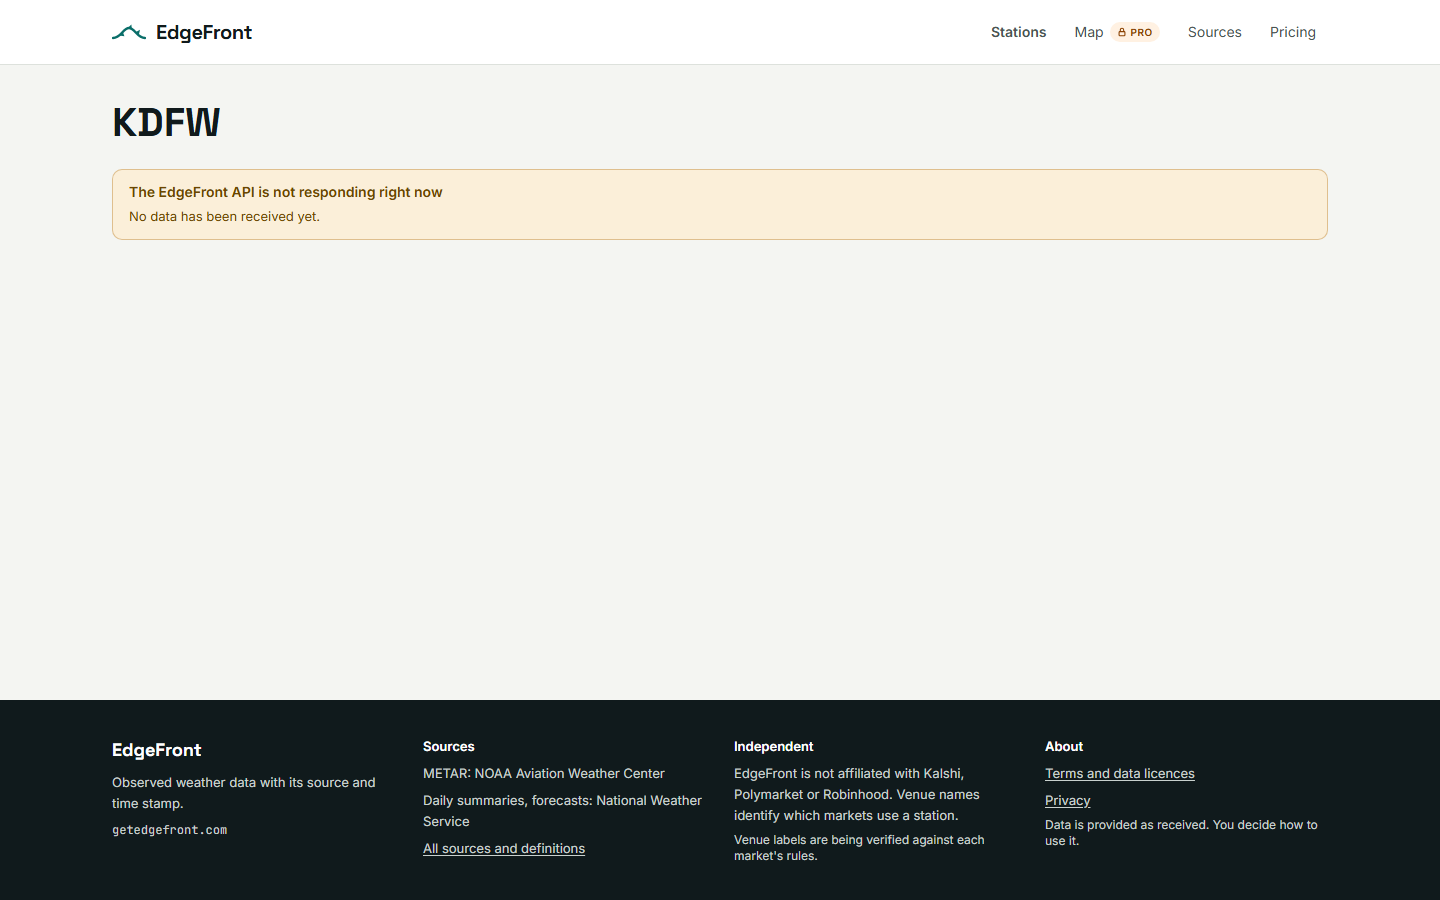 EdgeFront
Stations
Map
PRO
Sources
Pricing
KDFW
The EdgeFront API is not responding right now
No data has been received yet.
EdgeFront
Observed weather data with its source and
time stamp.
getedgefront.com
Sources
METAR: NOAA Aviation Weather Center
Daily summaries, forecasts: National Weather
Service
All sources and definitions
Independent
EdgeFront is not affiliated with Kalshi,
Polymarket or Robinhood. Venue names
identify which markets use a station.
Venue labels are being verified against each
market's rules.
About
Terms and data licences
Privacy
Data is provided as received. You decide how to
use it.